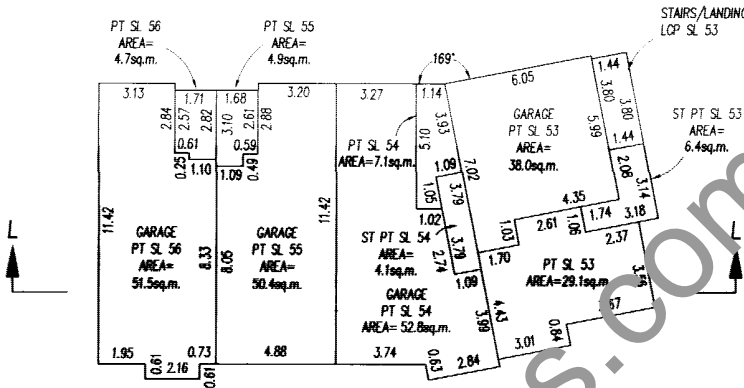 PT SL 56
AREA=
4.7sq.m.
PT SL 55
AREA=
4.9sq.m.
STAIRS/LANDING
LCP SL 53
169°
3.13
1.71
1.68
3.20
3.27
1.14
6.05
1.44
2.84
2.57
2.82
3.10
2.61
2.88
3.93
5.10
5.99
3.80
3.80
GARAGE
PT SL 53
AREA=
38.0sq.m.
ST PT SL 53
AREA=
6.4sq.m.
PT SL 54
AREA=7.1sq.m.
0.61
0.59
0.25
1.10
1.09
0.49
1.09
7.02
1.44
2.08
3.14
1.05
3.79
4.35
1.74
3.18
11.42
11.42
1.02
3.79
2.74
1.03
2.61
1.06
2.37
L
L
GARAGE
PT SL 56
AREA=
51.5sq.m.
8.33
8.05
GARAGE
PT SL 55
AREA=
50.4sq.m.
ST PT SL 54
AREA=
4.1sq.m.
1.70
1.09
PT SL 53
AREA=29.1sq.m.
GARAGE
PT SL 54
AREA= 52.8sq.m.
3.99
4.43
3.01
0.84
1.95
0.61
2.16
0.73
0.61
4.88
3.74
0.63
2.84
s.com